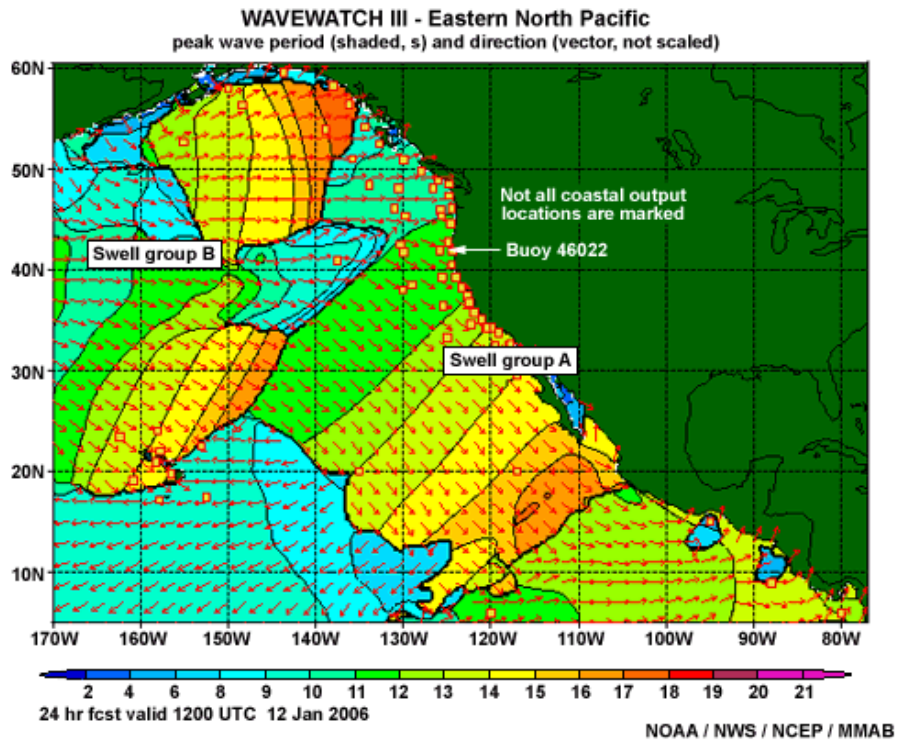 WAVEWATCH III - Eastern North Pacific
peak wave period (shaded, s) and direction (vector, not scaled)
60N
50N
Not all coastal output
locations are marked
Swell group B
Buoy 46022
40N
Swell group A
30N
20N
10N
170W 160W 150W 140W 130W 120W 110W 100W 90W 80W
2 4 6 8 9 10 11 12 13 14 15 16 17 18 19 20 21
24 hr fcst valid 1200 UTC 12 Jan 2006
NOAA / NWS / NCEP / MMAB